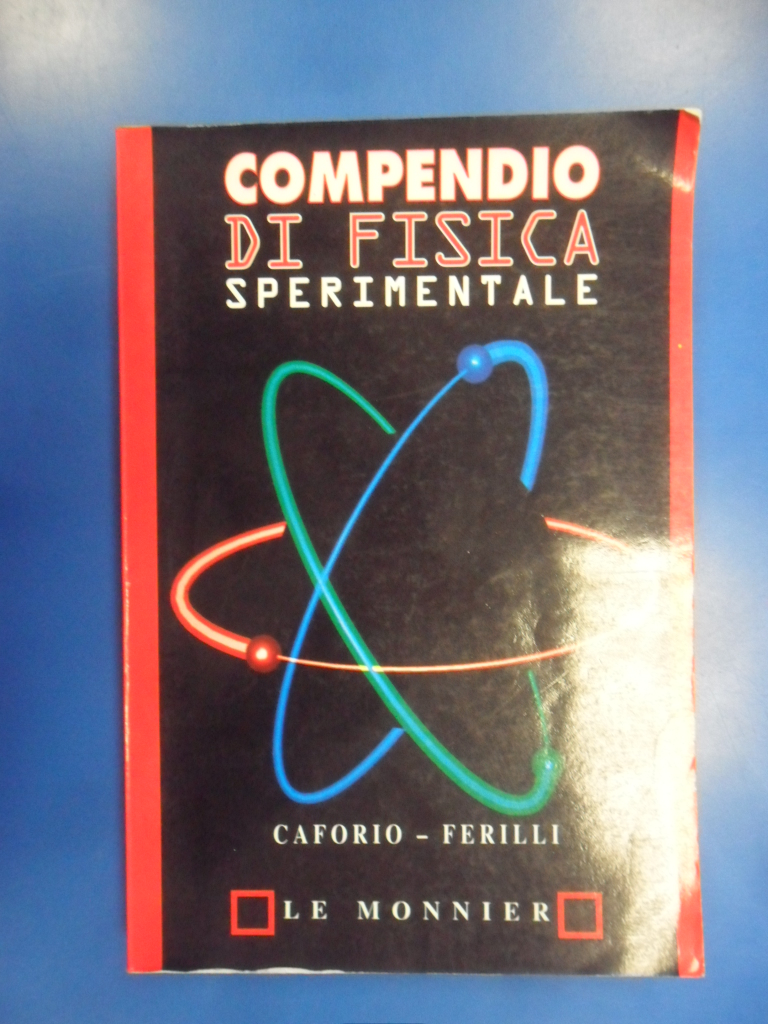 COMPENDIO
DI FISICA
SPERIMENTALE
CAFORIO – FERILLI
LE MONNIER